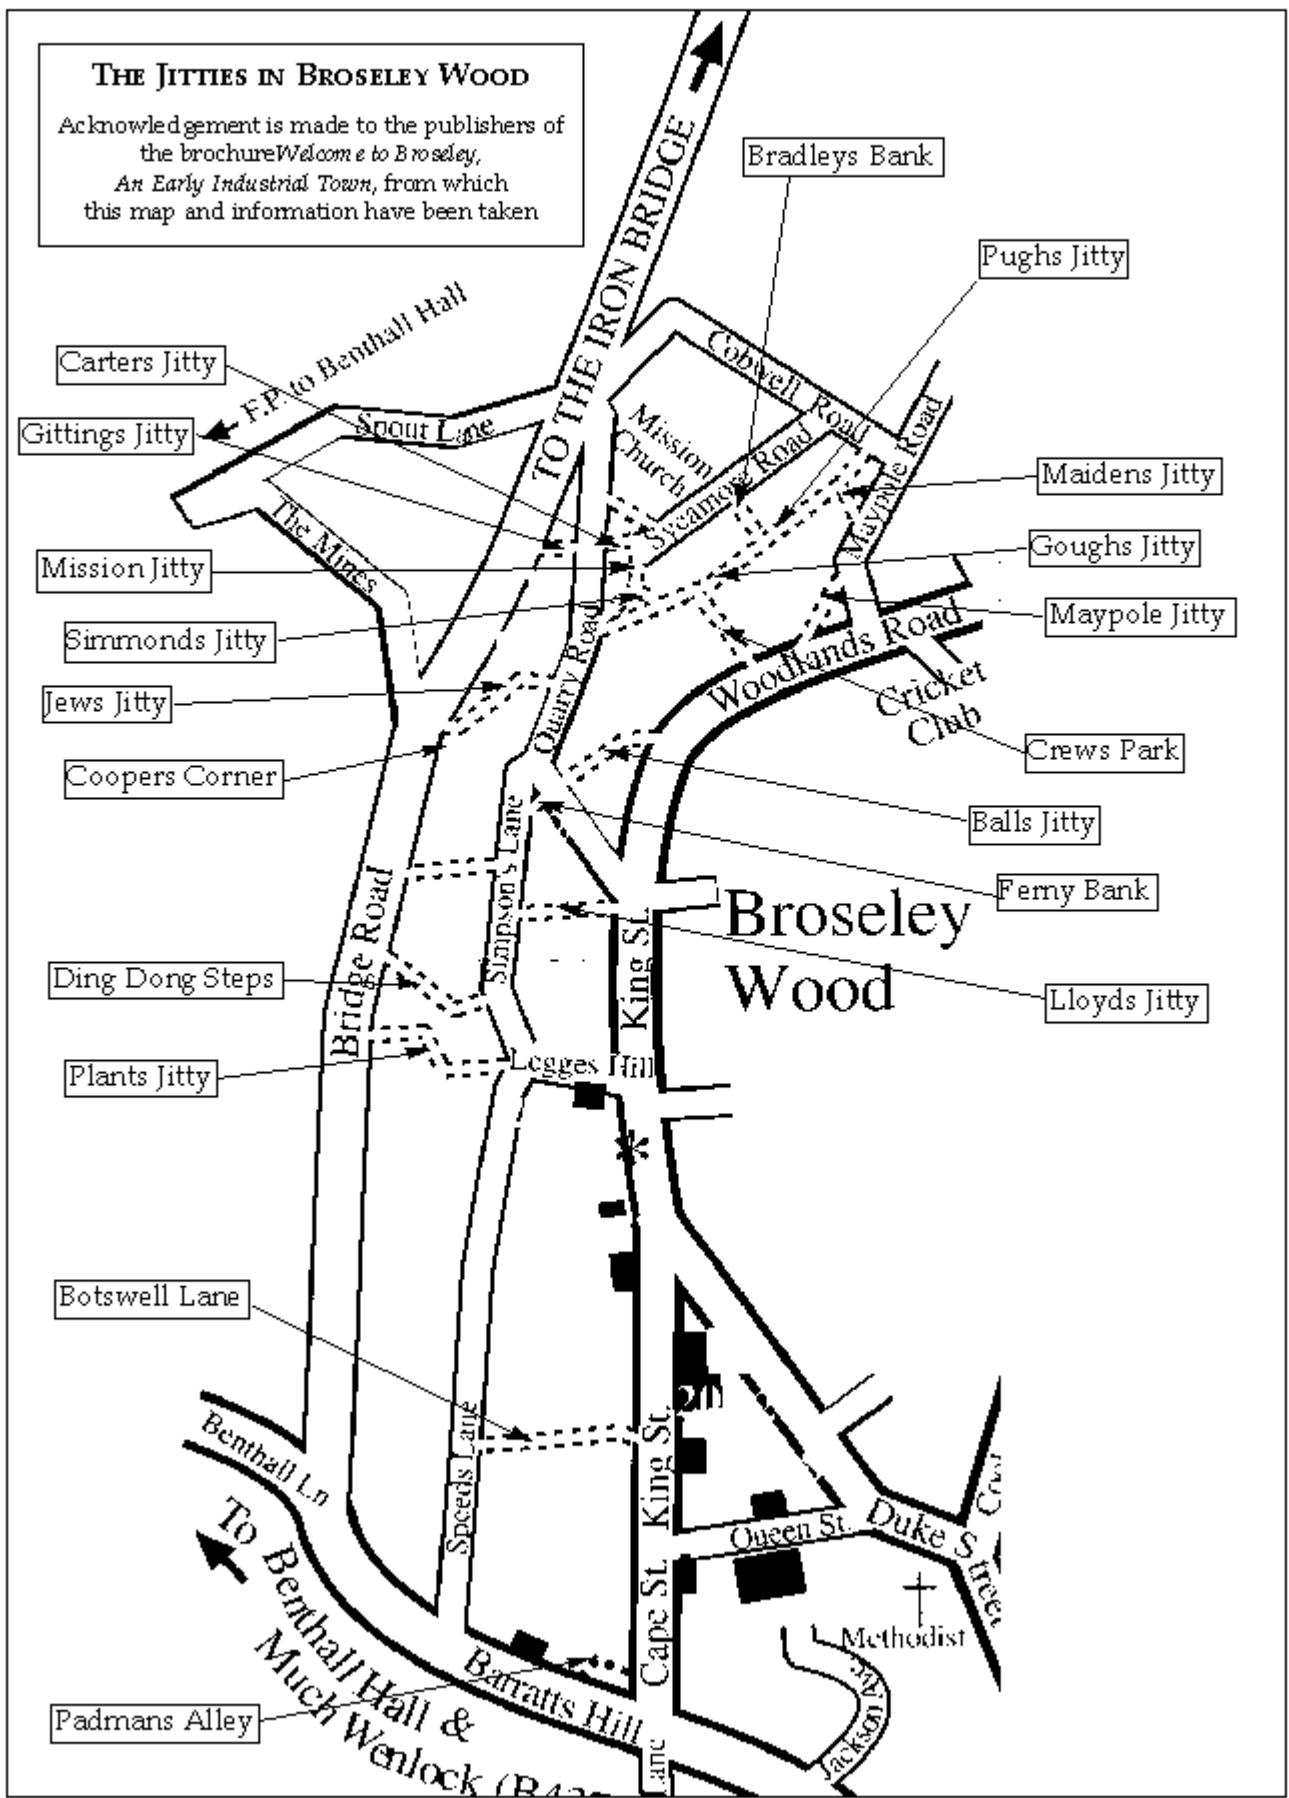 THE JITTIES IN BROSELEY WOOD
Acknowledgement is made to the publishers of
the brochureWelcome to Broseley,
An Early Industrial Town, from which
this map and information have been taken
TO THE IRON BRIDGE
Bradleys Bank
Pughs Jitty
F.P. to Benthall Hall
Carters Jitty
Gittings Jitty
Spout Lane
Cobwell Road
Mission
Church
Sycamore Road
Maypole Road
Maidens Jitty
The Mines
Goughs Jitty
Mission Jitty
Maypole Jitty
Simmonds Jitty
Woodlands Road
Quarry Road
Cricket
Club
Jews Jitty
Crews Park
Coopers Corner
Balls Jitty
Simpson's Lane
Ferny Bank
Bridge Road
Broseley
Wood
King St.
Ding Dong Steps
Lloyds Jitty
Plants Jitty
Legges Hill
Botswell Lane
Speeds Lane
King St.
Benthall Ln
Queen St.
Duke Street
To Benthall Hall &
Much Wenlock
Cape St.
Methodist
Jackson Ave.
Barratts Hill
Padmans Alley
Lane